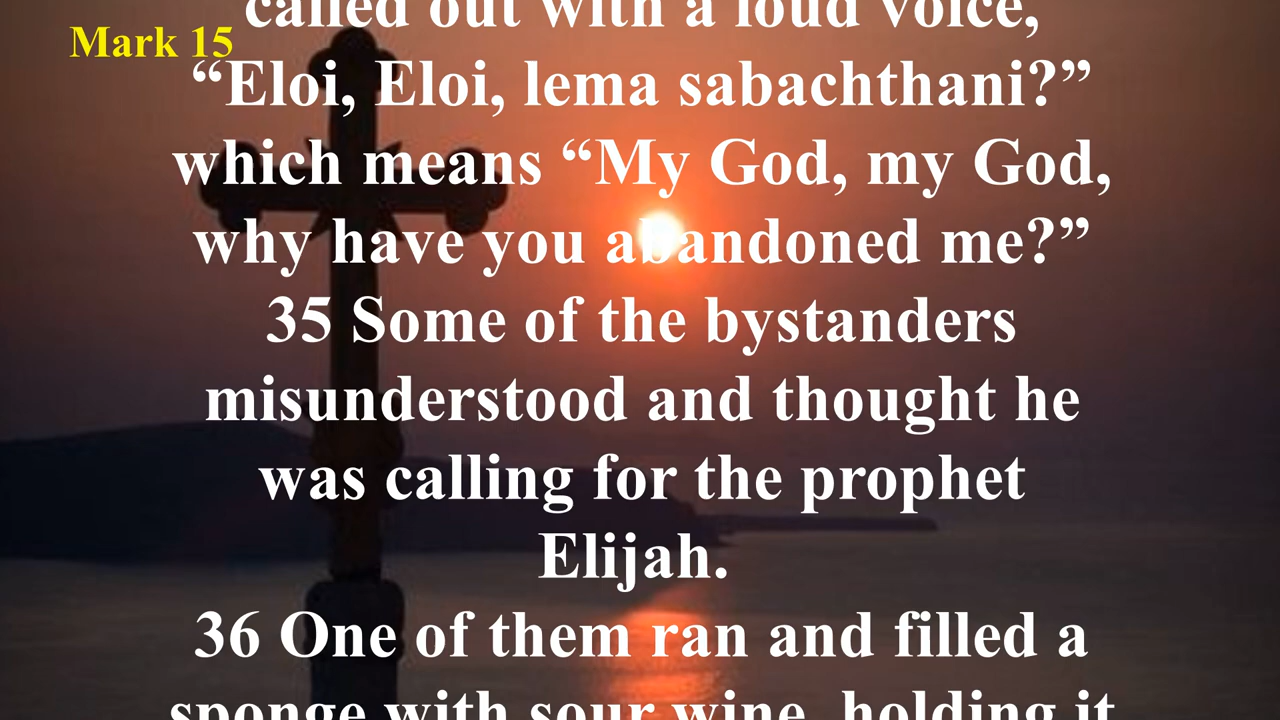 Mark 15
called out with a loud voice,
“Eloi, Eloi, lema sabachthani?”
which means “My God, my God,
why have you abandoned me?”
35 Some of the bystanders
misunderstood and thought he
was calling for the prophet
Elijah.
36 One of them ran and filled a
sponge with sour wine, holding it